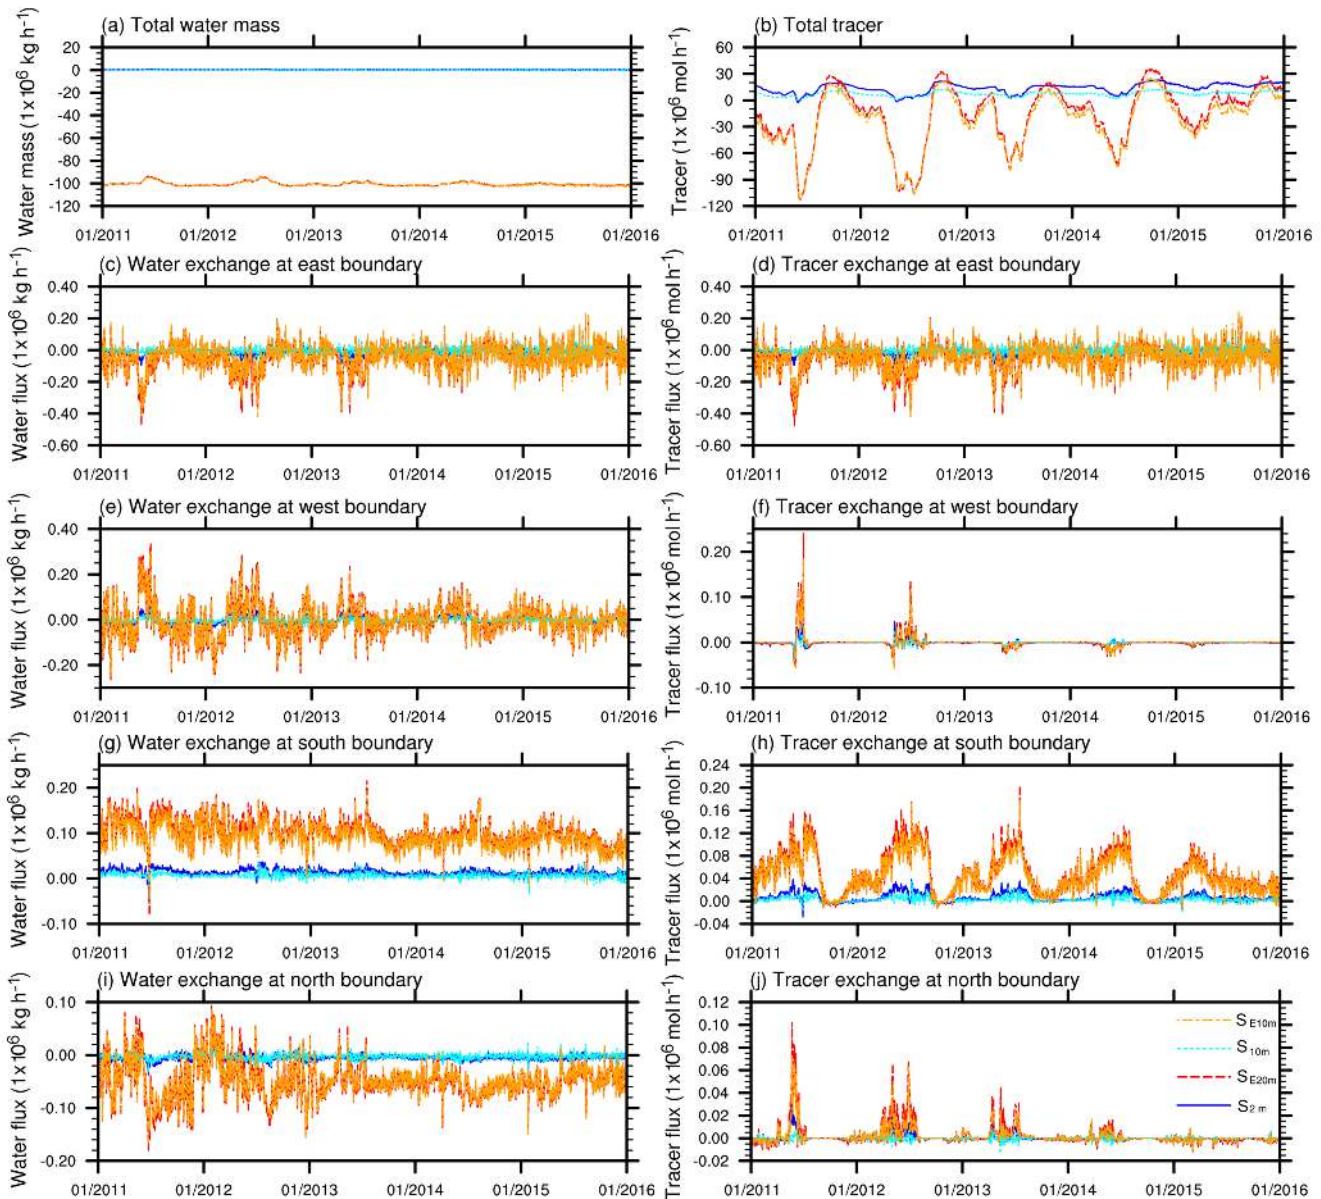 (a) Total water mass
Water mass (1x10⁶ kg h⁻¹)
20
0
-20
-40
-60
-80
-100
-120
01/2011 01/2012 01/2013 01/2014 01/2015 01/2016
(b) Total tracer
Tracer (1x10⁶ mol h⁻¹)
60
30
0
-30
-60
-90
-120
01/2011 01/2012 01/2013 01/2014 01/2015 01/2016
(c) Water exchange at east boundary
Water flux (1x10⁶ kg h⁻¹)
0.40
0.20
0.00
-0.20
-0.40
-0.60
01/2011 01/2012 01/2013 01/2014 01/2015 01/2016
(d) Tracer exchange at east boundary
Tracer flux (1x10⁶ mol h⁻¹)
0.40
0.20
0.00
-0.20
-0.40
-0.60
01/2011 01/2012 01/2013 01/2014 01/2015 01/2016
(e) Water exchange at west boundary
Water flux (1x10⁶ kg h⁻¹)
0.40
0.20
0.00
-0.20
01/2011 01/2012 01/2013 01/2014 01/2015 01/2016
(f) Tracer exchange at west boundary
Tracer flux (1x10⁶ mol h⁻¹)
0.20
0.10
0.00
-0.10
01/2011 01/2012 01/2013 01/2014 01/2015 01/2016
(g) Water exchange at south boundary
Water flux (1x10⁶ kg h⁻¹)
0.20
0.10
0.00
-0.10
01/2011 01/2012 01/2013 01/2014 01/2015 01/2016
(h) Tracer exchange at south boundary
Tracer flux (1x10⁶ mol h⁻¹)
0.24
0.20
0.16
0.12
0.08
0.04
0.00
-0.04
01/2011 01/2012 01/2013 01/2014 01/2015 01/2016
(i) Water exchange at north boundary
Water flux (1x10⁶ kg h⁻¹)
0.10
0.00
-0.10
-0.20
01/2011 01/2012 01/2013 01/2014 01/2015 01/2016
(j) Tracer exchange at north boundary
Tracer flux (1x10⁶ mol h⁻¹)
0.12
0.10
0.08
0.06
0.04
0.02
0.00
-0.02
01/2011 01/2012 01/2013 01/2014 01/2015 01/2016
S E10m
S 10m
S E20m
S 2 m